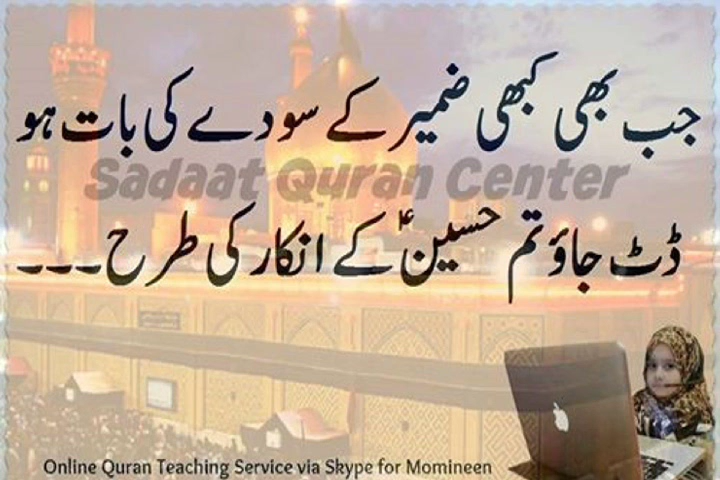 جب بھی کبھی ضمیر کے سودے کی بات ہو
Sadaat Quran Center
ڈٹ جاؤ تم حسینؑ کے انکار کی طرح ۔۔۔
Online Quran Teaching Service via Skype for Momineen